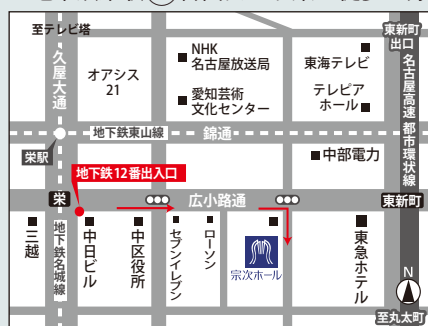 至テレビ塔
久屋大通
オアシス
21
NHK
名古屋放送局
愛知芸術
文化センター
東海テレビ
テレピア
ホール
東新町
出口
名古屋高速 都市環状線
地下鉄東山線
錦通
栄駅
中部電力
地下鉄12番出入口
栄
広小路通
東新町
三越
地下鉄名城線
中日ビル
中区役所
セブンイレブン
ローソン
宗次ホール
東急ホテル
N
至丸太町